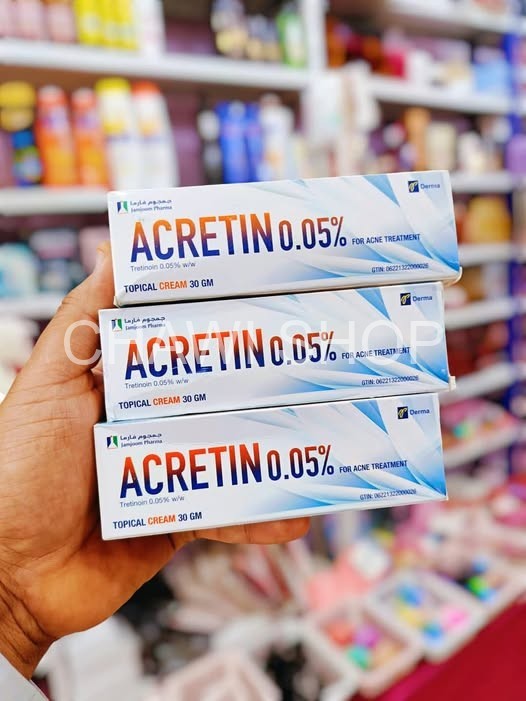 جمجوم فارما
Jamjoom Pharma
Derma
ACRETIN 0.05%
FOR ACNE TREATMENT
Tretinoin 0.05% w/w
GTIN: 06221322000026
TOPICAL CREAM 30 GM
جمجوم فارما
Jamjoom Pharma
Derma
ACRETIN 0.05%
FOR ACNE TREATMENT
Tretinoin 0.05% w/w
GTIN: 06221322000026
TOPICAL CREAM 30 GM
CHAWLSHOP
جمجوم فارما
Jamjoom Pharma
Derma
ACRETIN 0.05%
FOR ACNE TREATMENT
Tretinoin 0.05% w/w
GTIN: 06221322000026
TOPICAL CREAM 30 GM